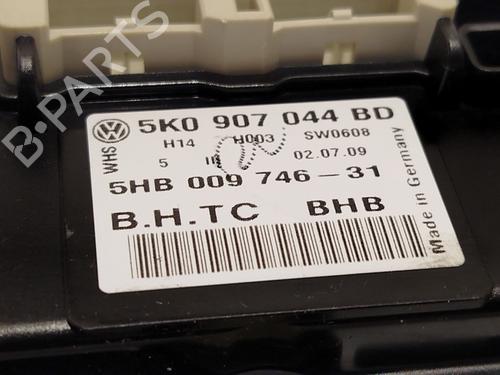 B-PARTS
WHS 5K0 907 044 BD
H14 H003 SW0608
5 02.07.09
5HB 009 746-31
B.H.TC BHB
Made in Germany